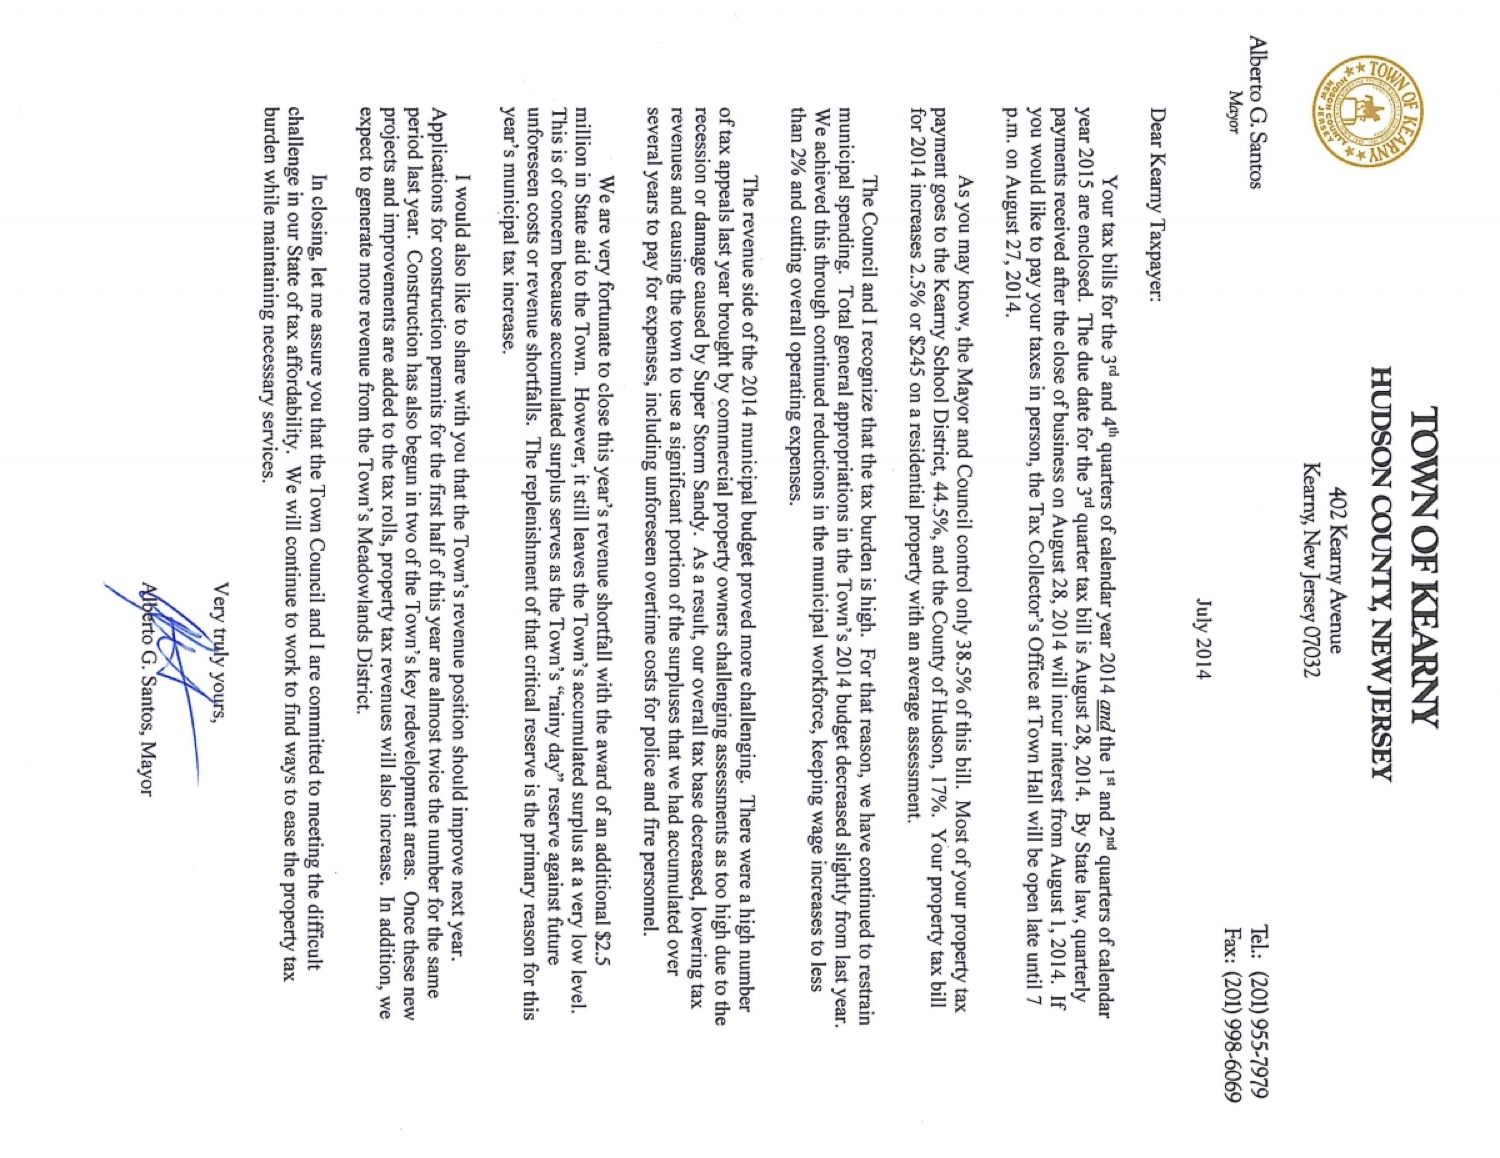 TOWN OF KEARNY
HUDSON COUNTY, NEW JERSEY
402 Kearny Avenue
Kearny, New Jersey 07032
TOWN OF KEARNY
HUDSON COUNTY
NEW JERSEY
Alberto G. Santos
Mayor
Tel.: (201) 955-7979
Fax: (201) 998-6069
July 2014
Dear Kearny Taxpayer:
Your tax bills for the 3rd and 4th quarters of calendar year 2014 and the 1st and 2nd quarters of calendar
year 2015 are enclosed. The due date for the 3rd quarter tax bill is August 28, 2014. By State law, quarterly
payments received after the close of business on August 28, 2014 will incur interest from August 1, 2014. If
you would like to pay your taxes in person, the Tax Collector's Office at Town Hall will be open late until 7
p.m. on August 27, 2014.
As you may know, the Mayor and Council control only 38.5% of this bill. Most of your property tax
payment goes to the Kearny School District, 44.5%, and the County of Hudson, 17%. Your property tax bill
for 2014 increases 2.5% or $245 on a residential property with an average assessment.
The Council and I recognize that the tax burden is high. For that reason, we have continued to restrain
municipal spending. Total general appropriations in the Town's 2014 budget decreased slightly from last year.
We achieved this through continued reductions in the municipal workforce, keeping wage increases to less
than 2% and cutting overall operating expenses.
The revenue side of the 2014 municipal budget proved more challenging. There were a high number
of tax appeals last year brought by commercial property owners challenging assessments as too high due to the
recession or damage caused by Super Storm Sandy. As a result, our overall tax base decreased, lowering tax
revenues and causing the town to use a significant portion of the surpluses that we had accumulated over
several years to pay for expenses, including unforeseen overtime costs for police and fire personnel.
We are very fortunate to close this year's revenue shortfall with the award of an additional $2.5
million in State aid to the Town. However, it still leaves the Town's accumulated surplus at a very low level.
This is of concern because accumulated surplus serves as the Town's "rainy day" reserve against future
unforeseen costs or revenue shortfalls. The replenishment of that critical reserve is the primary reason for this
year's municipal tax increase.
I would also like to share with you that the Town's revenue position should improve next year.
Applications for construction permits for the first half of this year are almost twice the number for the same
period last year. Construction has also begun in two of the Town's key redevelopment areas. Once these new
projects and improvements are added to the tax rolls, property tax revenues will also increase. In addition, we
expect to generate more revenue from the Town's Meadowlands District.
In closing, let me assure you that the Town Council and I are committed to meeting the difficult
challenge in our State of tax affordability. We will continue to work to find ways to ease the property tax
burden while maintaining necessary services.
Very truly yours,
Alberto G. Santos, Mayor